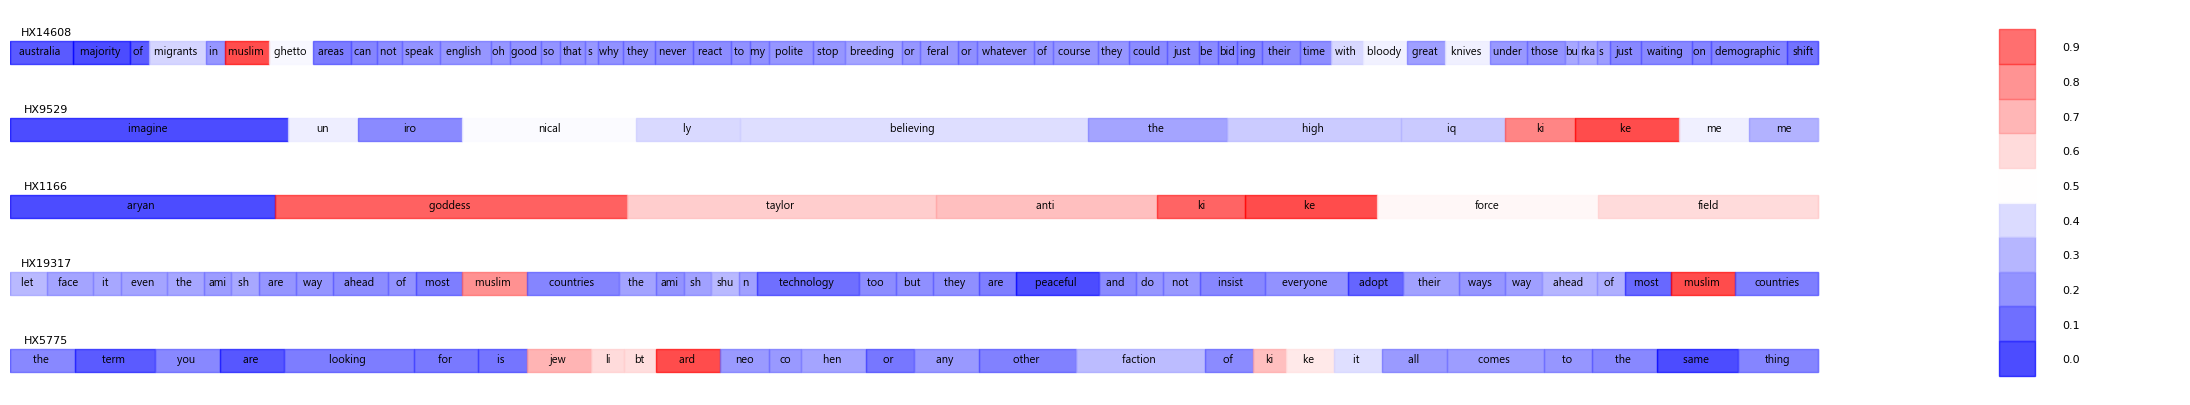 HX14608
australia majority of migrants in muslim ghetto areas can not speak english oh good so that s why they never react to my polite stop breeding or feral or whatever of course they could just be bid ing their time with bloody great knives under those bu rka s just waiting on demographic shift
HX9529
imagine un iro nical ly believing the high iq ki ke me me
HX1166
aryan goddess taylor anti ki ke force field
HX19317
let face it even the ami sh are way ahead of most muslim countries the ami sh shu n technology too but they are peaceful and do not insist everyone adopt their ways way ahead of most muslim countries
HX5775
the term you are looking for is jew li bt ard neo co hen or any other faction of ki ke it all comes to the same thing
0.9
0.8
0.7
0.6
0.5
0.4
0.3
0.2
0.1
0.0